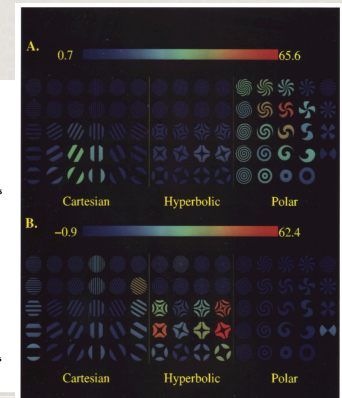 A.
0.7 65.6
Cartesian Hyperbolic Polar
B.
−0.9 62.4
Cartesian Hyperbolic Polar